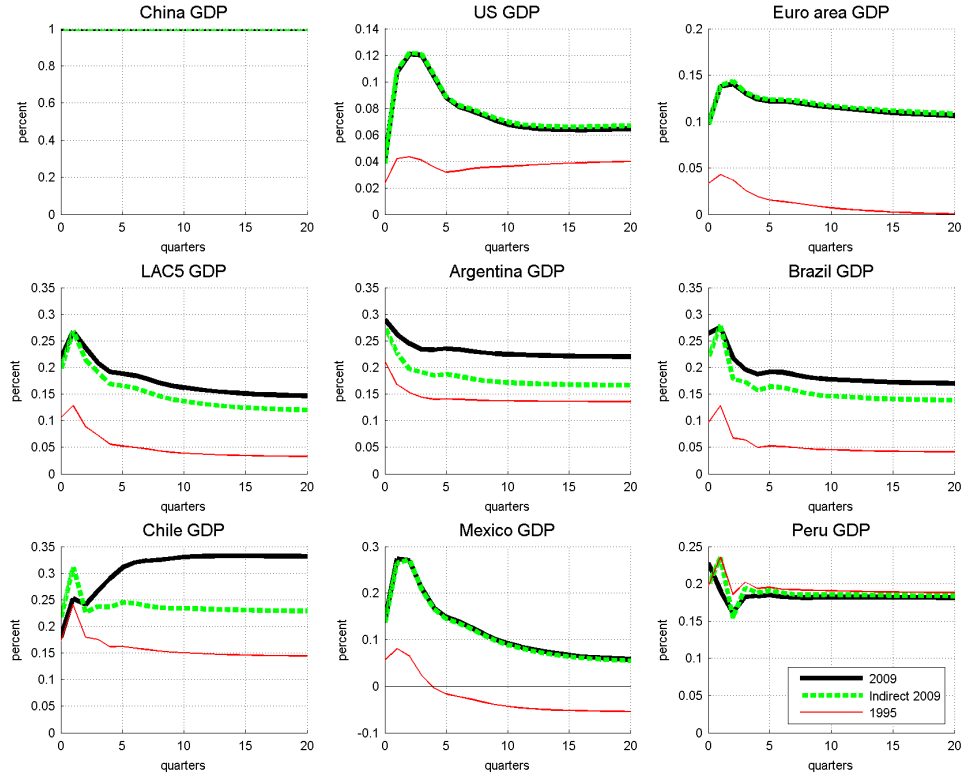 China GDP
1
0.8
0.6
0.4
0.2
0
percent
0 5 10 15 20
quarters
US GDP
0.14
0.12
0.1
0.08
0.06
0.04
0.02
0
percent
0 5 10 15 20
quarters
Euro area GDP
0.2
0.15
0.1
0.05
0
percent
0 5 10 15 20
quarters
LAC5 GDP
0.35
0.3
0.25
0.2
0.15
0.1
0.05
0
percent
0 5 10 15 20
quarters
Argentina GDP
0.35
0.3
0.25
0.2
0.15
0.1
0.05
0
percent
0 5 10 15 20
quarters
Brazil GDP
0.35
0.3
0.25
0.2
0.15
0.1
0.05
0
percent
0 5 10 15 20
quarters
Chile GDP
0.35
0.3
0.25
0.2
0.15
0.1
0.05
0
percent
0 5 10 15 20
quarters
Mexico GDP
0.3
0.2
0.1
0
-0.1
percent
0 5 10 15 20
quarters
Peru GDP
0.25
0.2
0.15
0.1
0.05
0
percent
0 5 10 15 20
quarters
2009
Indirect 2009
1995